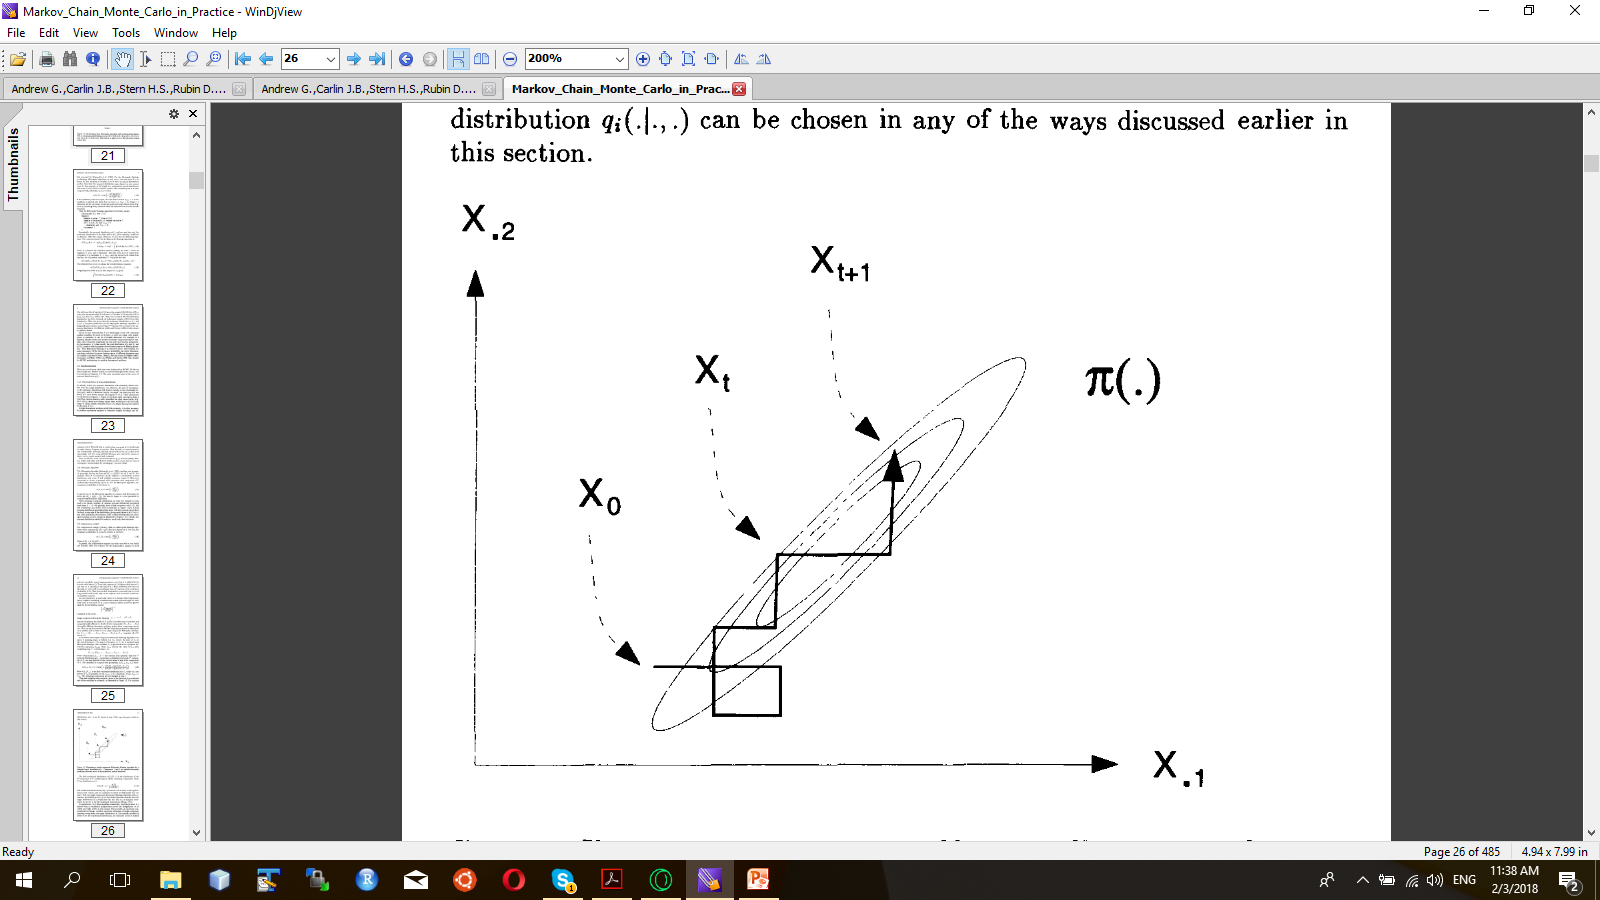 Markov_Chain_Monte_Carlo_in_Practice - WinDjView
File Edit View Tools Window Help
26
200%
Andrew G.,Carlin J.B.,Stern H.S.,Rubin D....
Andrew G.,Carlin J.B.,Stern H.S.,Rubin D....
Markov_Chain_Monte_Carlo_in_Prac...
Thumbnails
21
22
23
24
25
26
distribution qᵢ(.|.,.) can be chosen in any of the ways discussed earlier in
this section.
X.2
Xt+1
Xt
π(.)
X0
X.1
Ready
Page 26 of 485
4.94 x 7.99 in
1
ENG
11:38 AM
2/3/2018
2